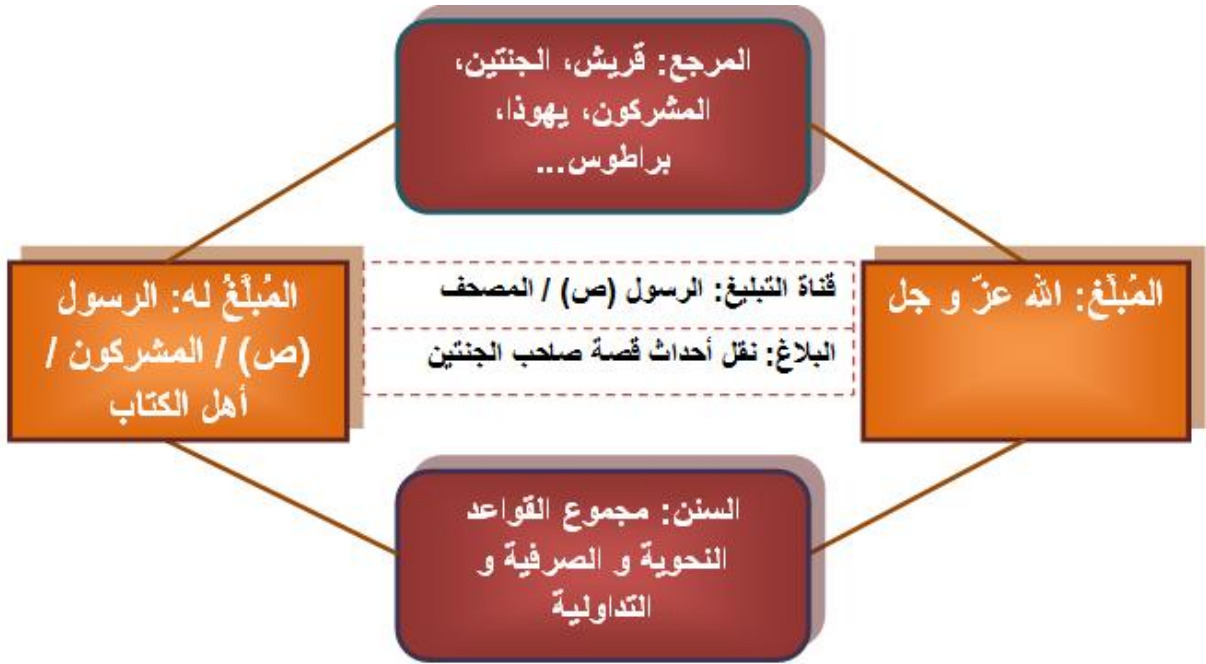 المرجع: قريش، الجنتين،
المشركون، يهوذا،
براطوس...
المُبلِّغ: الله عزّ و جل
قناة التبليغ: الرسول (ص) / المصحف
البلاغ: نقل أحداث قصة صاحب الجنتين
المُبلَّغُ له: الرسول
(ص) / المشركون /
أهل الكتاب
السنن: مجموع القواعد
النحوية و الصرفية و
التداولية